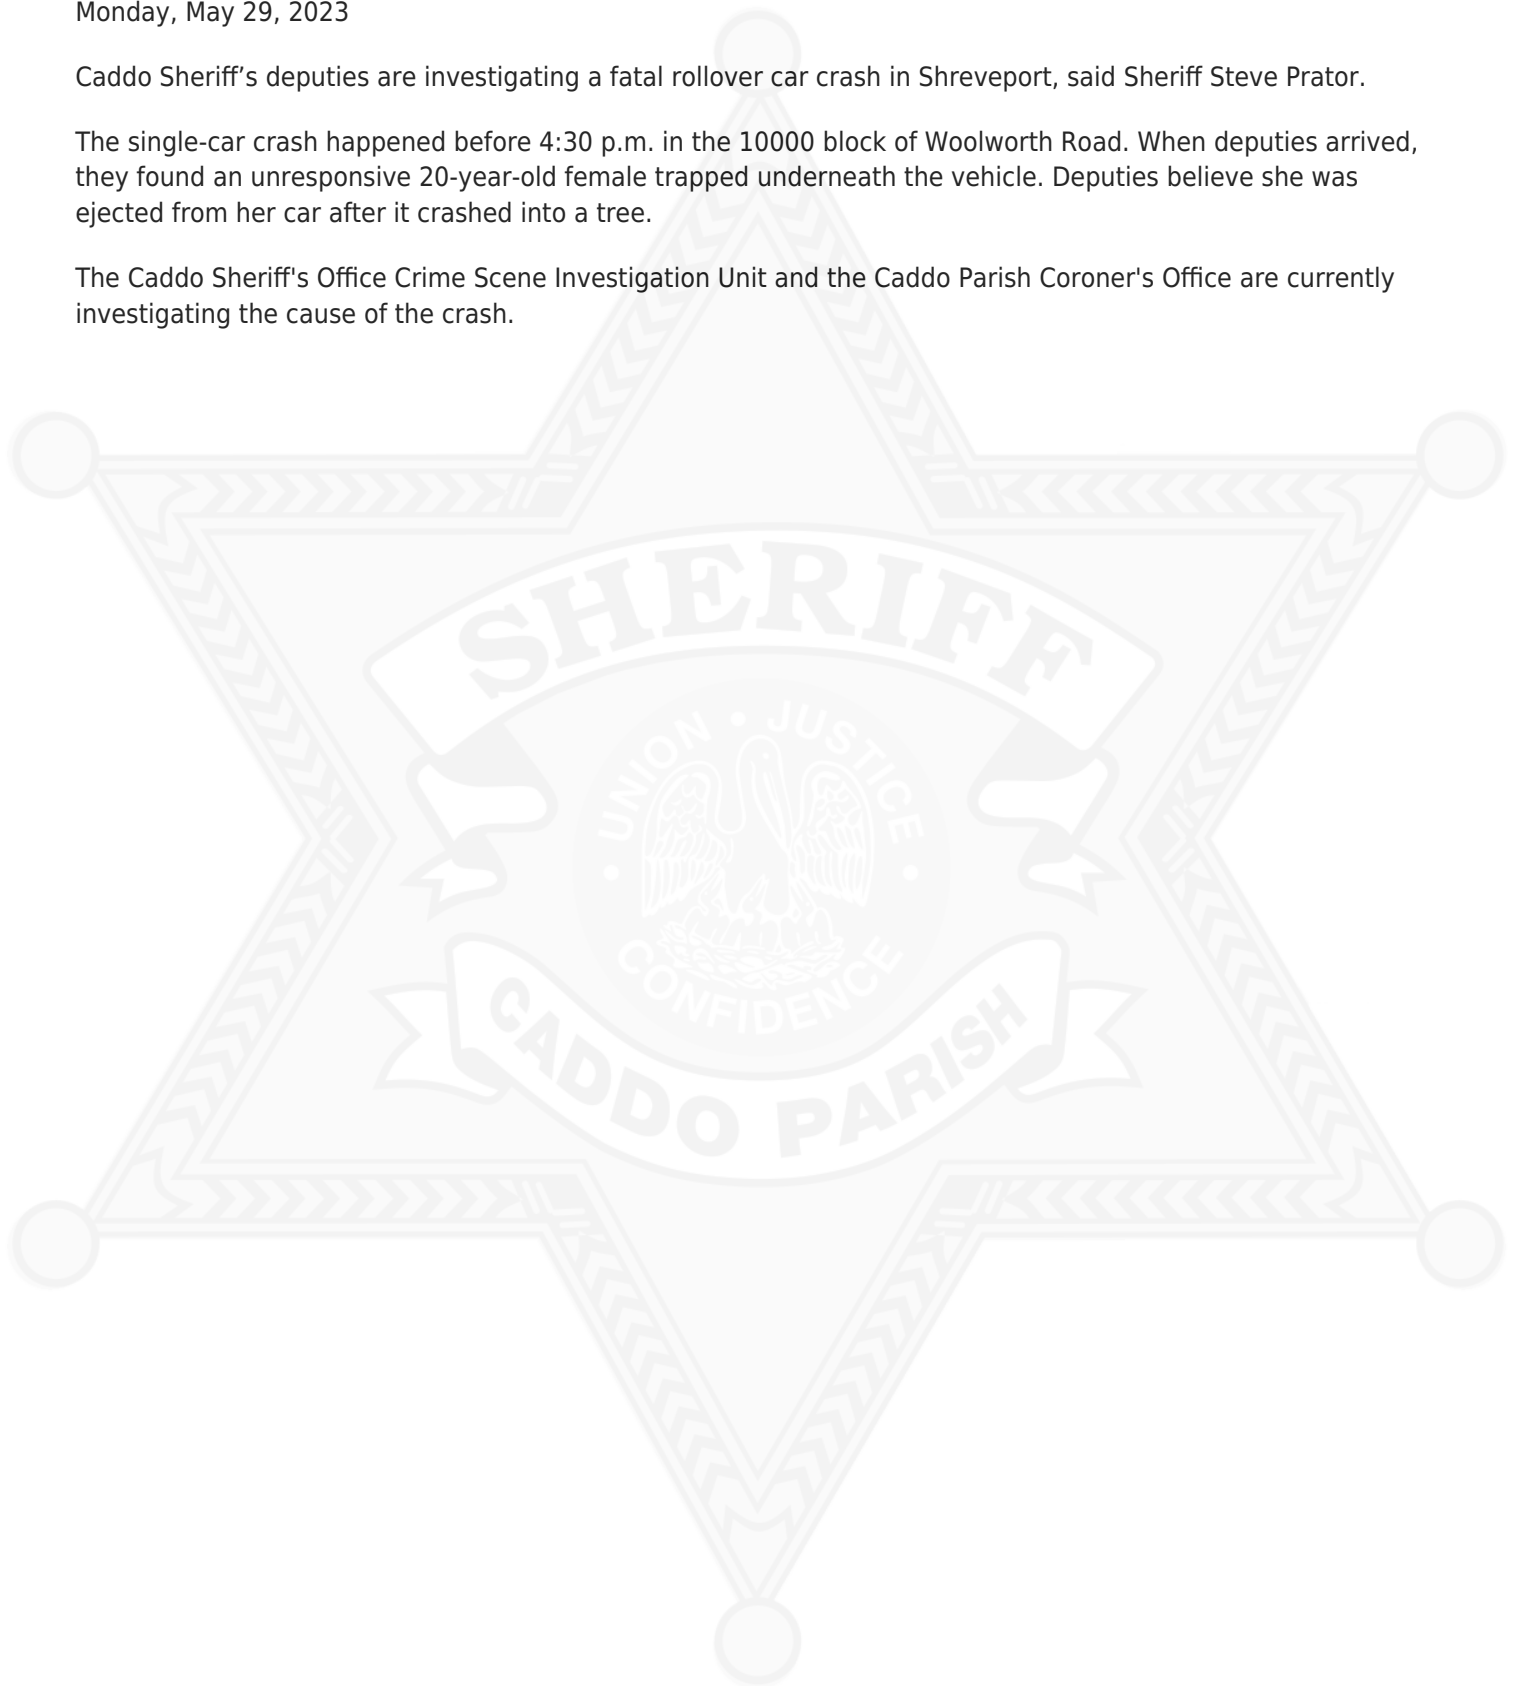 Monday, May 29, 2023
Caddo Sheriff’s deputies are investigating a fatal rollover car crash in Shreveport, said Sheriff Steve Prator.
The single-car crash happened before 4:30 p.m. in the 10000 block of Woolworth Road. When deputies arrived,
they found an unresponsive 20-year-old female trapped underneath the vehicle. Deputies believe she was
ejected from her car after it crashed into a tree.
The Caddo Sheriff's Office Crime Scene Investigation Unit and the Caddo Parish Coroner's Office are currently
investigating the cause of the crash.
SHERIFF
UNION • JUSTICE
• CONFIDENCE •
CADDO PARISH